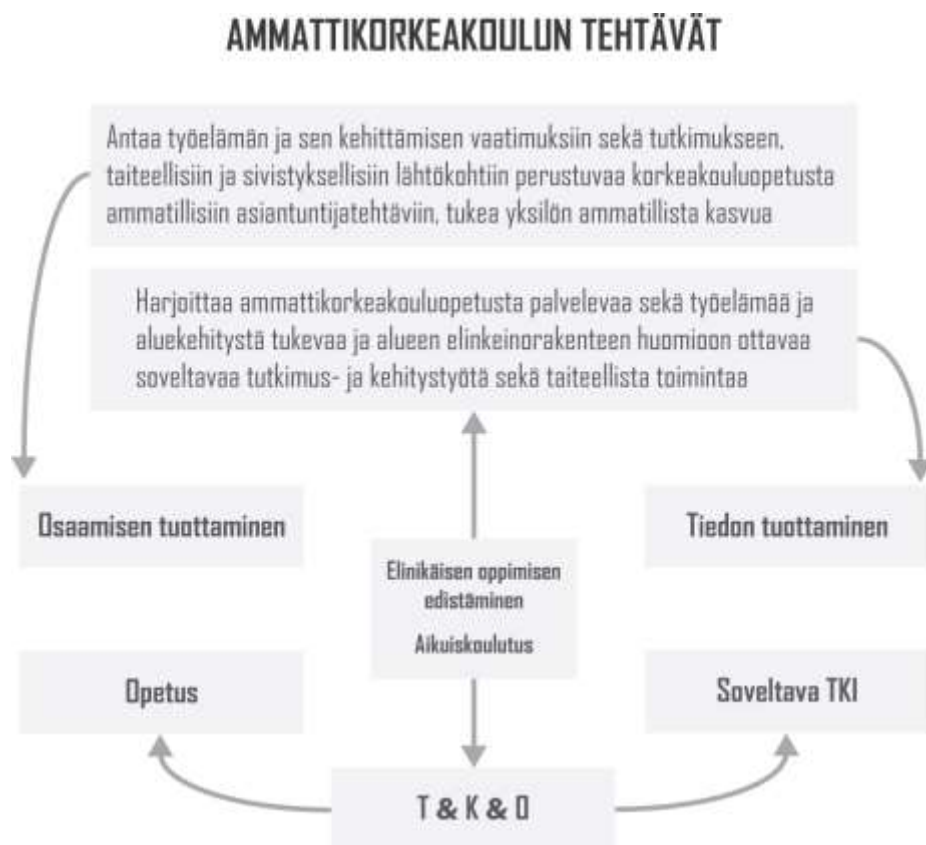 AMMATTIKORKEAKOULUN TEHTÄVÄT
Antaa työelämän ja sen kehittämisen vaatimuksiin sekä tutkimukseen,
taiteellisiin ja sivistyksellisiin lähtökohtiin perustuvaa korkeakouluopetusta
ammatillisiin asiantuntijatehtäviin, tukea yksilön ammatillista kasvua
Harjoittaa ammattikorkeakouluopetusta palvelevaa sekä työelämää ja
aluekehitystä tukevaa ja alueen elinkeinorakenteen huomioon ottavaa
soveltavaa tutkimus- ja kehitystyötä sekä taiteellista toimintaa
Osaamisen tuottaminen
Tiedon tuottaminen
Elinikäisen oppimisen
edistäminen
Aikuiskoulutus
Opetus
Soveltava TKI
T & K & O